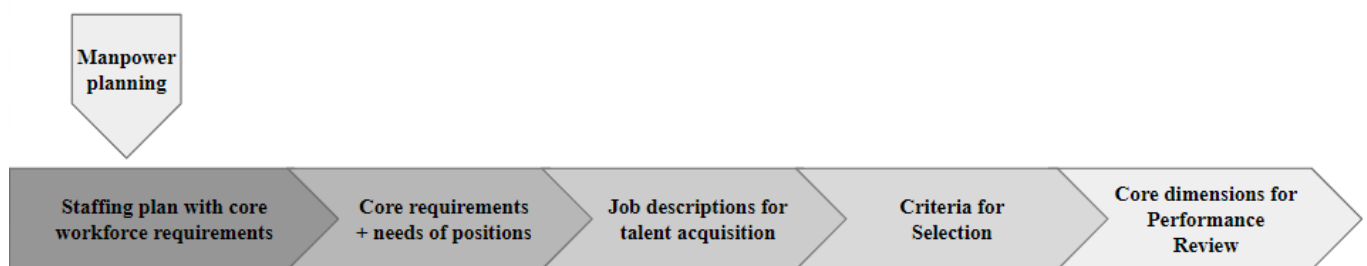 Manpower
planning
Staffing plan with core
workforce requirements
Core requirements
+ needs of positions
Job descriptions for
talent acquisition
Criteria for
Selection
Core dimensions for
Performance
Review